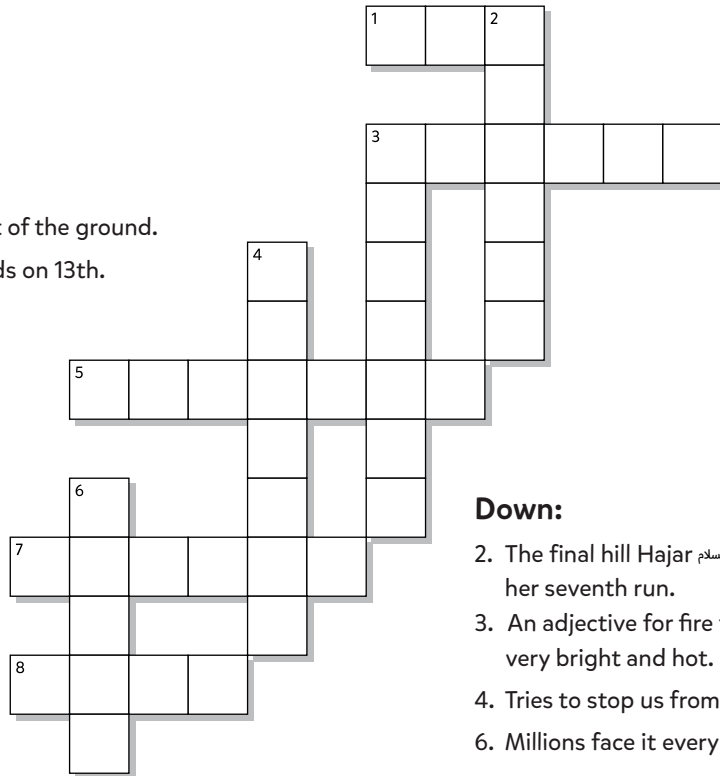 1 2
3
of the ground.
on 13th.
4
5
6
7
8
Down:
2. The final hill Hajar
her seventh run.
3. An adjective for fire
very bright and hot.
4. Tries to stop us from
6. Millions face it every